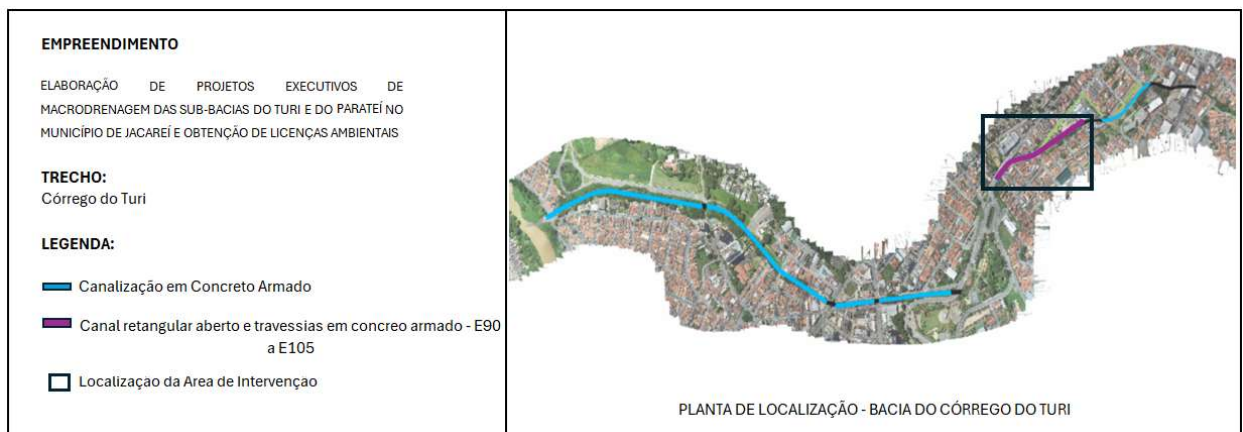 EMPREENDIMENTO
ELABORAÇÃO DE PROJETOS EXECUTIVOS DE
MACRODRENAGEM DAS SUB-BACIAS DO TURI E DO PARATEÍ NO
MUNICÍPIO DE JACAREÍ E OBTENÇÃO DE LICENÇAS AMBIENTAIS
TRECHO:
Córrego do Turi
LEGENDA:
Canalização em Concreto Armado
Canal retangular aberto e travessias em concreo armado - E90
a E105
Localizaçao da Area de Intervençao
PLANTA DE LOCALIZAÇÃO - BACIA DO CÓRREGO DO TURI